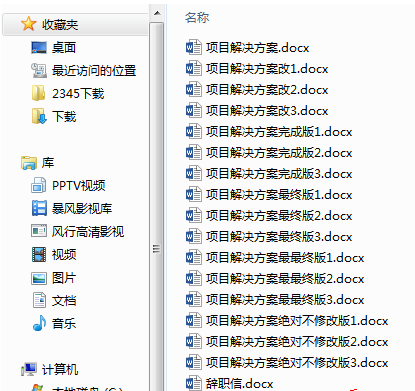 收藏夹
桌面
最近访问的位置
2345下载
下载
库
PPTV视频
暴风影视库
风行高清影视
视频
图片
文档
音乐
计算机
名称
项目解决方案.docx
项目解决方案改1.docx
项目解决方案改2.docx
项目解决方案改3.docx
项目解决方案完成版1.docx
项目解决方案完成版2.docx
项目解决方案完成版3.docx
项目解决方案最终版1.docx
项目解决方案最终版2.docx
项目解决方案最终版3.docx
项目解决方案最最终版1.docx
项目解决方案最最终版2.docx
项目解决方案最最终版3.docx
项目解决方案绝对不修改版1.docx
项目解决方案绝对不修改版2.docx
项目解决方案绝对不修改版3.docx
辞职信.docx